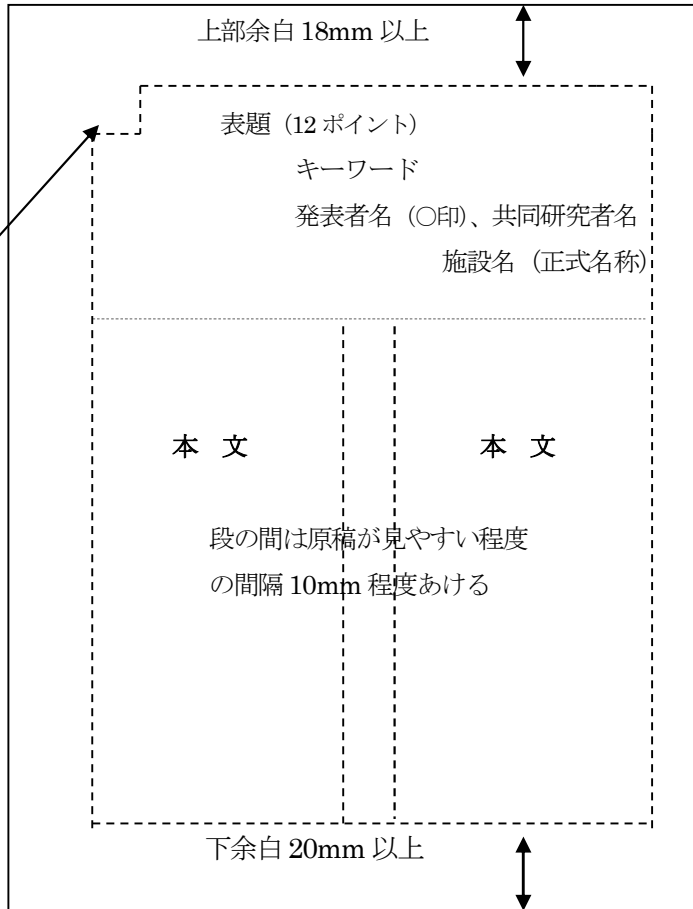 上部余白 18mm 以上
表題（12 ポイント）
キーワード
発表者名（○印）、共同研究者名
施設名（正式名称）
本 文
本 文
段の間は原稿が見やすい程度
の間隔 10mm 程度あける
下余白 20mm 以上